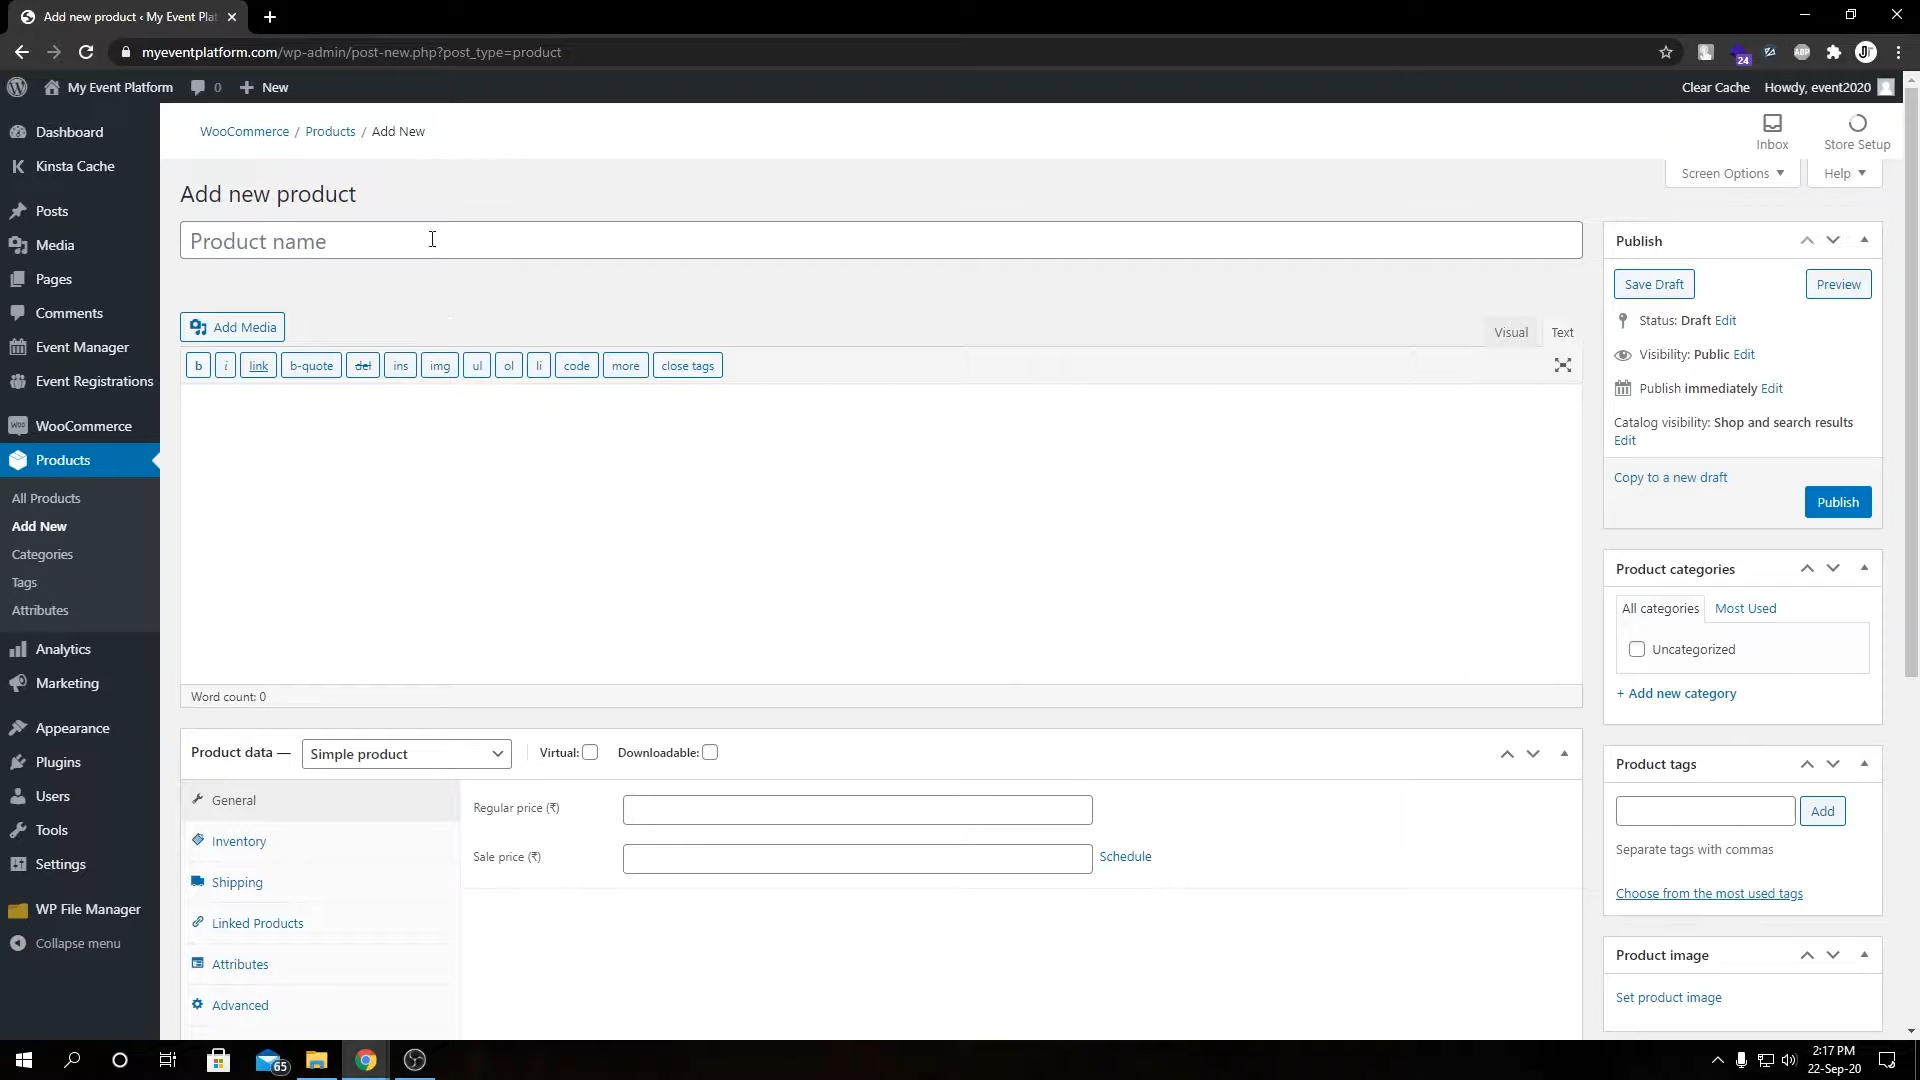 Add new product ‹ My Event Plat
myeventplatform.com/wp-admin/post-new.php?post_type=product
24
ABP
My Event Platform
0
+ New
Clear Cache
Howdy, event2020
Dashboard
Kinsta Cache
Posts
Media
Pages
Comments
Event Manager
Event Registrations
WooCommerce
Products
All Products
Add New
Categories
Tags
Attributes
Analytics
Marketing
Appearance
Plugins
Users
Tools
Settings
WP File Manager
Collapse menu
WooCommerce / Products / Add New
Inbox
Store Setup
Screen Options
Help
Add new product
Product name
Add Media
Visual
Text
b
i
link
b-quote
del
ins
img
ul
ol
li
code
more
close tags
Word count: 0
Product data —
Simple product
Virtual:
Downloadable:
General
Inventory
Shipping
Linked Products
Attributes
Advanced
Regular price (₹)
Sale price (₹)
Schedule
Publish
Save Draft
Preview
Status: Draft Edit
Visibility: Public Edit
Publish immediately Edit
Catalog visibility: Shop and search results
Edit
Copy to a new draft
Publish
Product categories
All categories
Most Used
Uncategorized
+ Add new category
Product tags
Add
Separate tags with commas
Choose from the most used tags
Product image
Set product image
65
2:17 PM
22-Sep-20